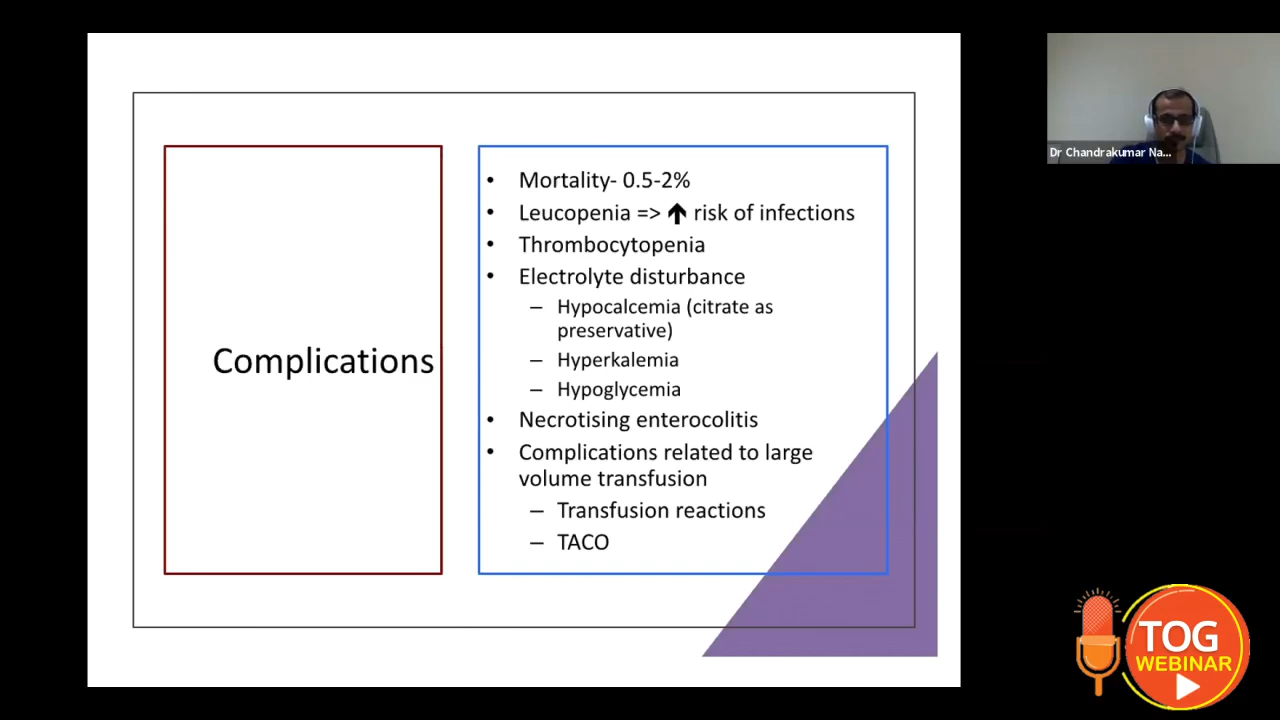 Complications
• Mortality- 0.5-2%
• Leucopenia => 🡅 risk of infections
• Thrombocytopenia
• Electrolyte disturbance
– Hypocalcemia (citrate as
preservative)
– Hyperkalemia
– Hypoglycemia
• Necrotising enterocolitis
• Complications related to large
volume transfusion
– Transfusion reactions
– TACO
Dr Chandrakumar Na...
TOG
WEBINAR